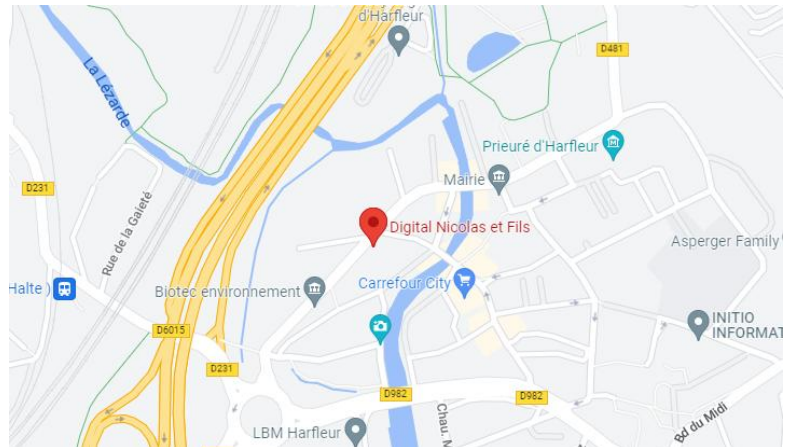 d'Harfleur
D481
La Lézarde
Prieuré d'Harfleur
Mairie
D231
Rue de la Gaieté
Digital Nicolas et Fils
Asperger Family
Halte )
Biotec environnement
Carrefour City
INITIO
INFORMAT
D6015
D231
D982
D982
LBM Harfleur
Chau. M
Bd du Midi